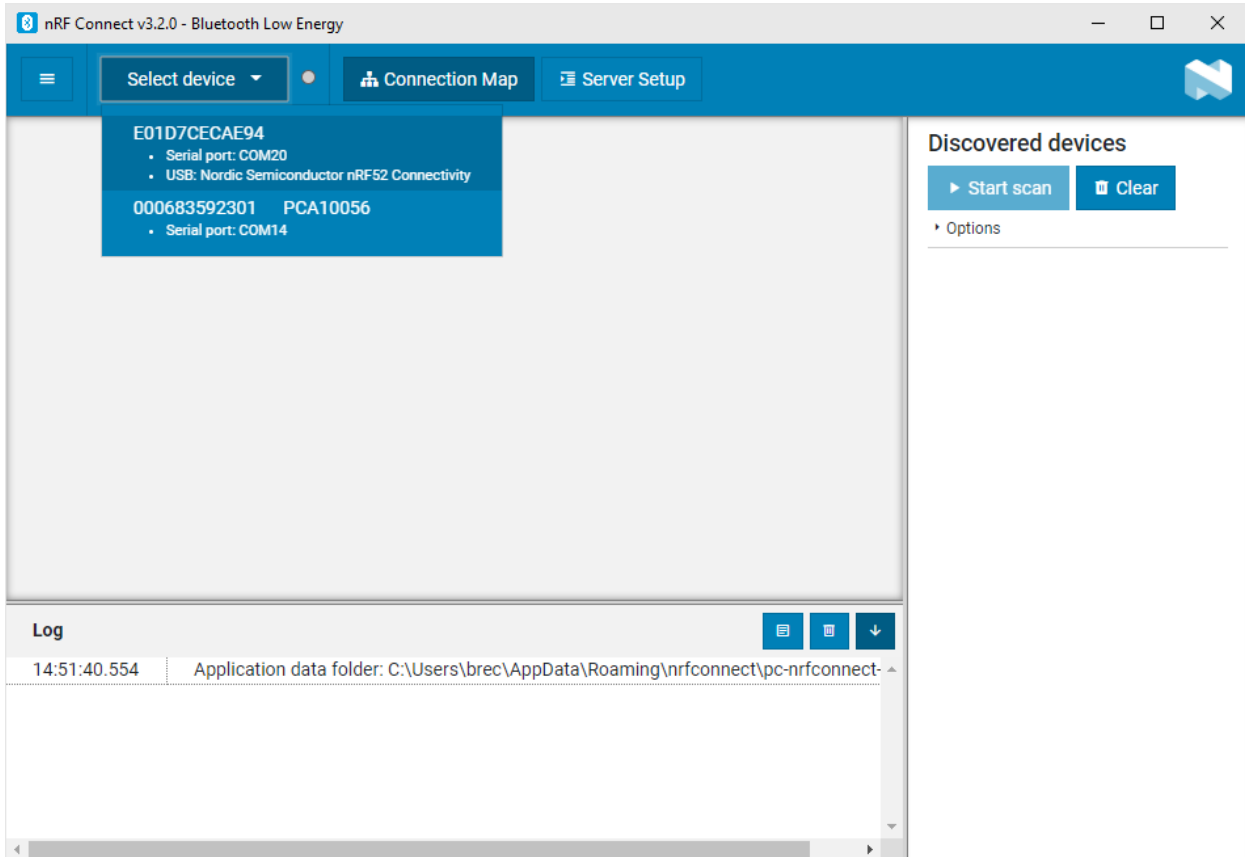 nRF Connect v3.2.0 - Bluetooth Low Energy
Select device
Connection Map
Server Setup
E01D7CECAE94
• Serial port: COM20
• USB: Nordic Semiconductor nRF52 Connectivity
000683592301 PCA10056
• Serial port: COM14
Discovered devices
Start scan
Clear
Options
Log
14:51:40.554 Application data folder: C:\Users\brec\AppData\Roaming\nrfconnect\pc-nrfconnect-